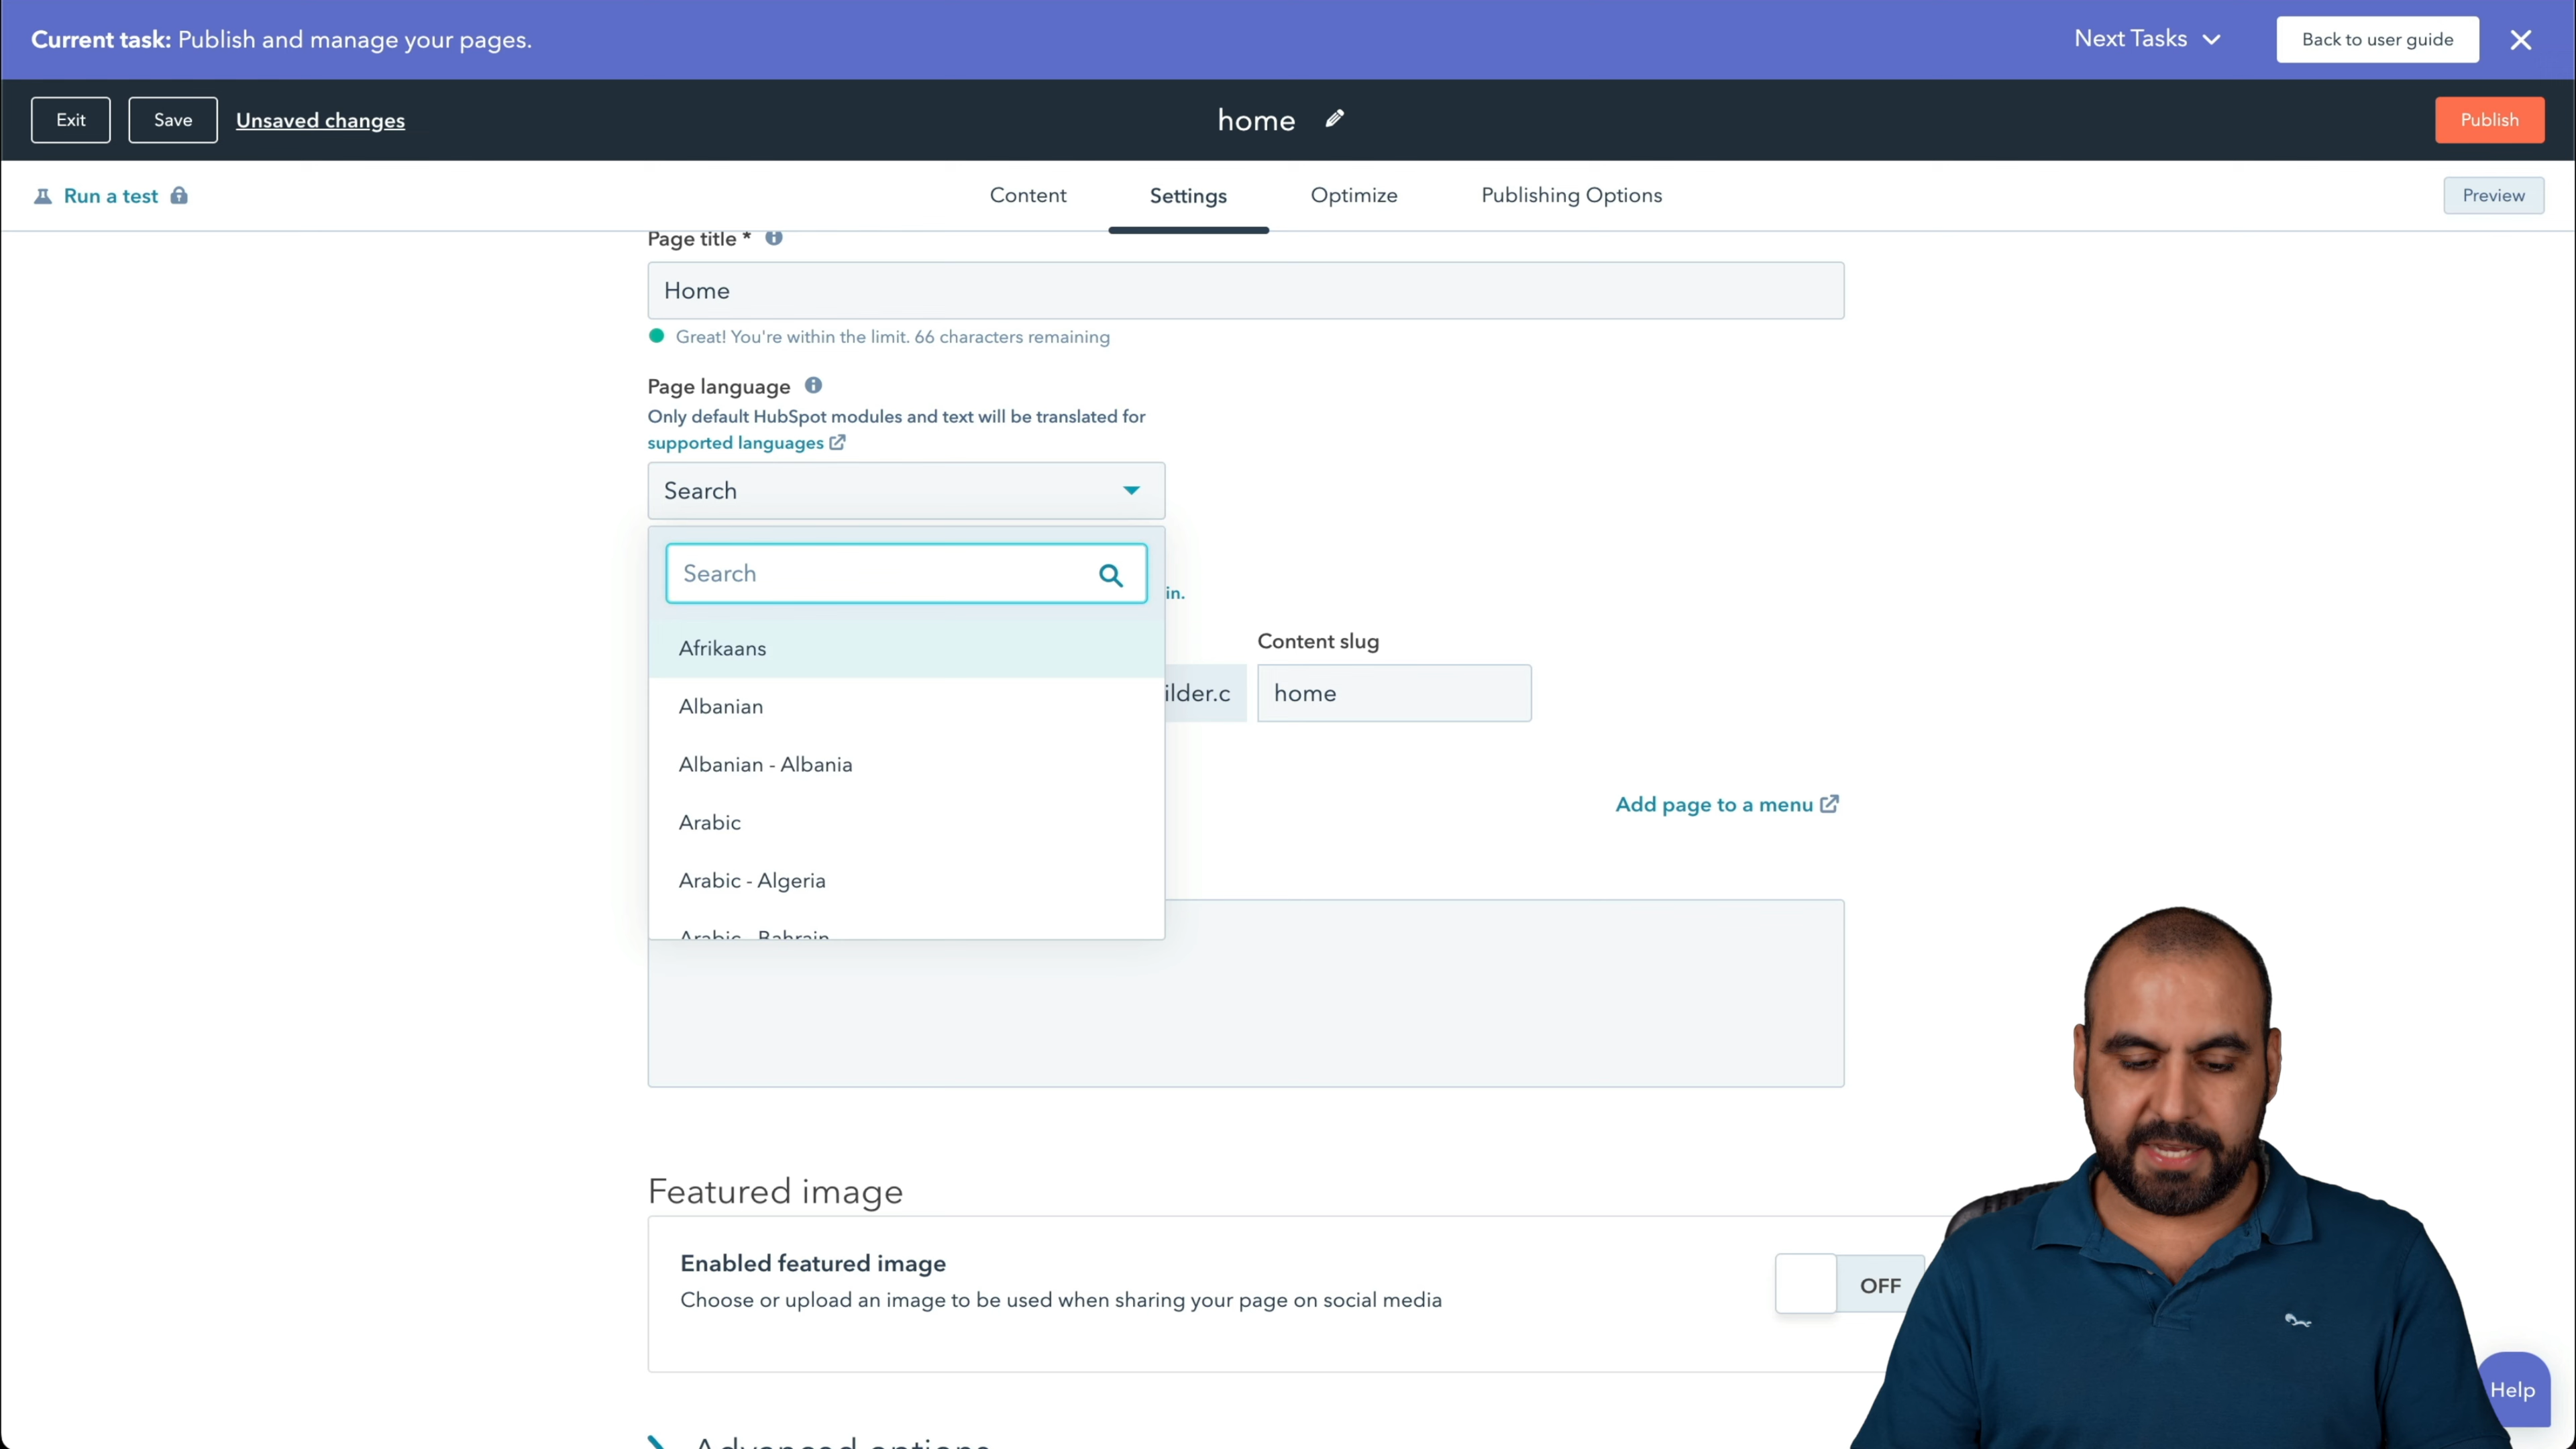 Current task: Publish and manage your pages.
Next Tasks
Back to user guide
Exit
Save
Unsaved changes
home
Publish
Run a test
Content
Settings
Optimize
Publishing Options
Preview
Page title *
Home
Great! You're within the limit. 66 characters remaining
Page language
Only default HubSpot modules and text will be translated for
supported languages
Search
Search
in.
Afrikaans
Content slug
ilder.c
home
Albanian
Albanian - Albania
Add page to a menu
Arabic
Arabic - Algeria
Arabic - Bahrain
Featured image
Enabled featured image
Choose or upload an image to be used when sharing your page on social media
OFF
Help
Advanced options